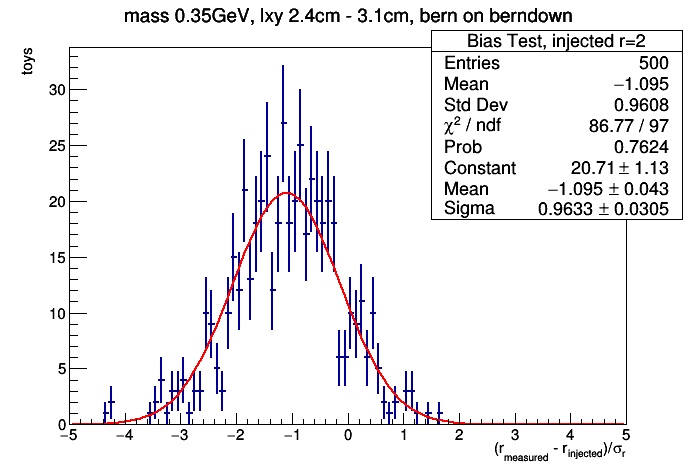 mass 0.35GeV, lxy 2.4cm - 3.1cm, bern on berndown
Bias Test, injected r=2
Entries 500
Mean −1.095
Std Dev 0.9608
χ² / ndf 86.77 / 97
Prob 0.7624
Constant 20.71 ± 1.13
Mean −1.095 ± 0.043
Sigma 0.9633 ± 0.0305
toys
30
25
20
15
10
5
0
−5 −4 −3 −2 −1 0 1 2 3 4 5
(r_measured - r_injected)/σ_r